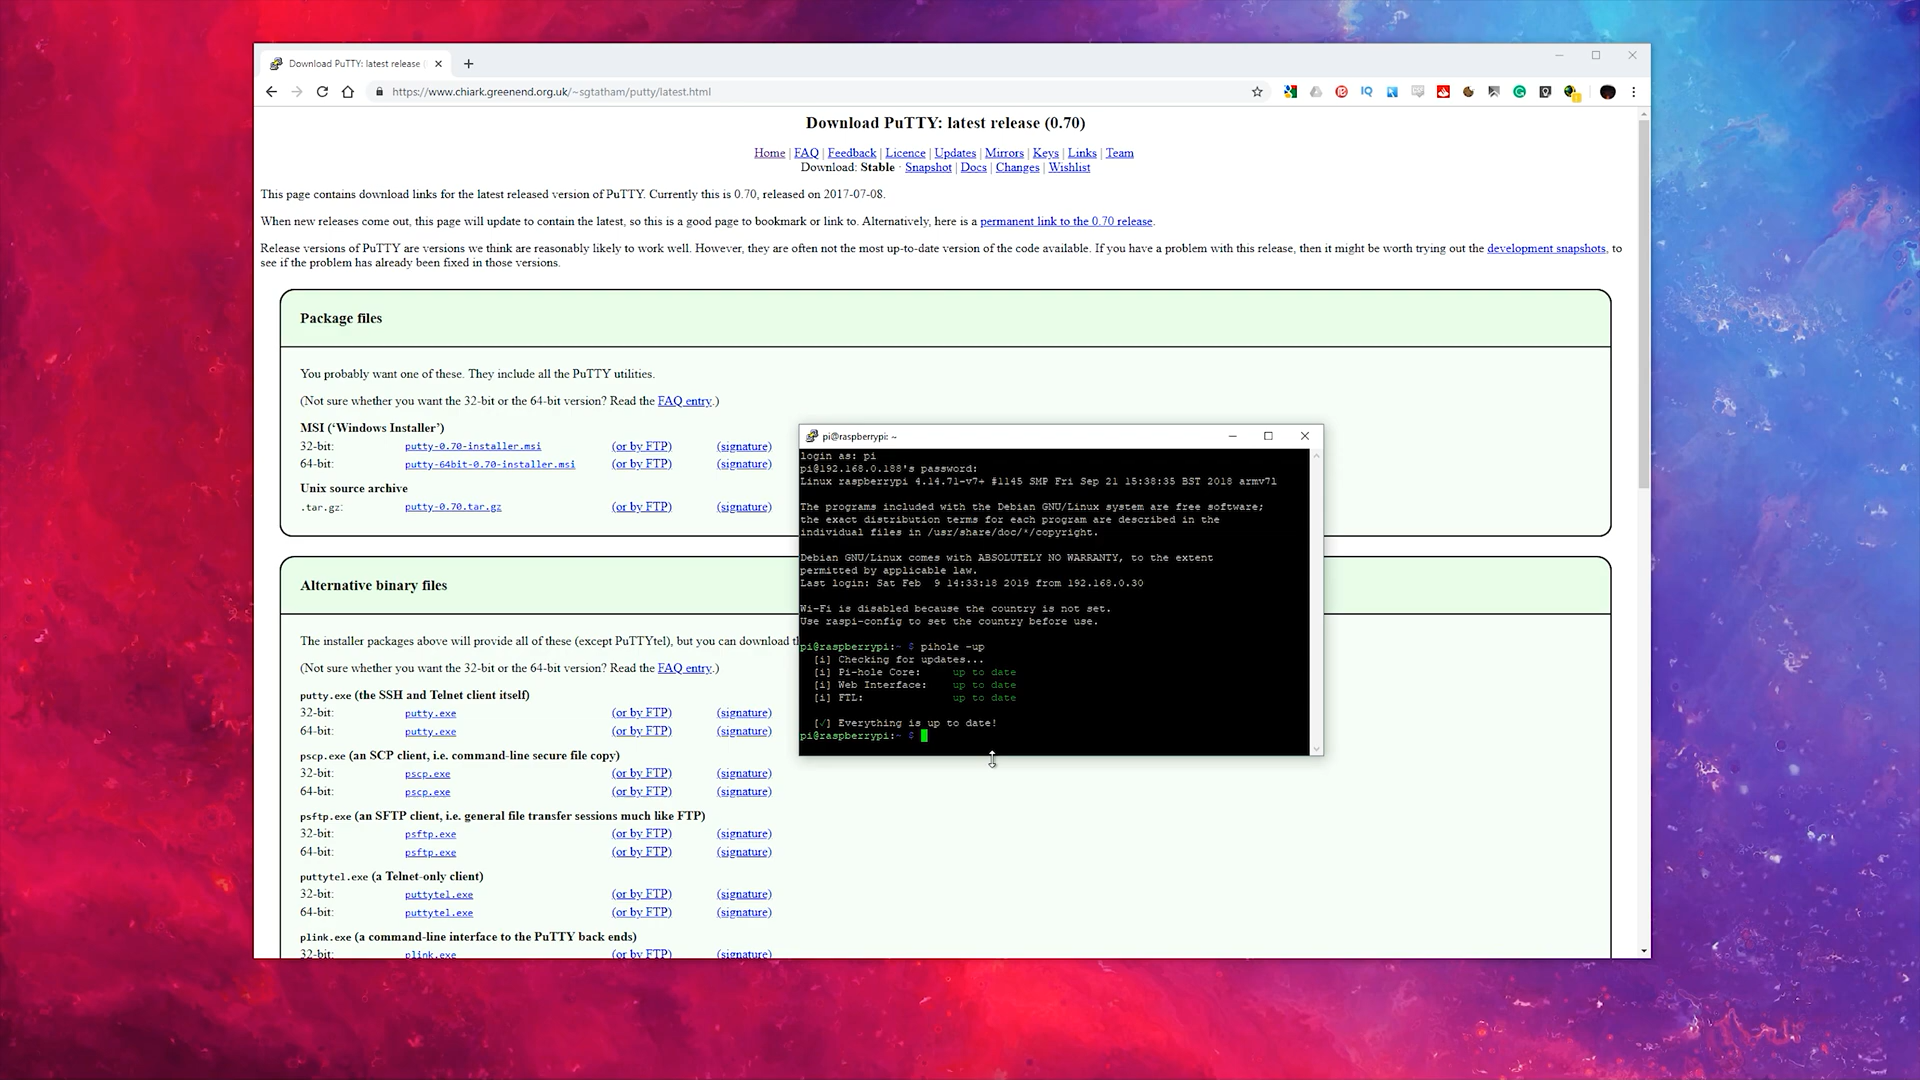 Download PuTTY: latest release
https://www.chiark.greenend.org.uk/~sgtatham/putty/latest.html
Download PuTTY: latest release (0.70)
Home | FAQ | Feedback | Licence | Updates | Mirrors | Keys | Links | Team
Download: Stable · Snapshot | Docs | Changes | Wishlist
This page contains download links for the latest released version of PuTTY. Currently this is 0.70, released on 2017-07-08.
When new releases come out, this page will update to contain the latest, so this is a good page to bookmark or link to. Alternatively, here is a permanent link to the 0.70 release.
Release versions of PuTTY are versions we think are reasonably likely to work well. However, they are often not the most up-to-date version of the code available. If you have a problem with this release, then it might be worth trying out the development snapshots, to
see if the problem has already been fixed in those versions.
Package files
You probably want one of these. They include all the PuTTY utilities.
(Not sure whether you want the 32-bit or the 64-bit version? Read the FAQ entry.)
MSI (‘Windows Installer’)
32-bit: putty-0.70-installer.msi (or by FTP) (signature)
64-bit: putty-64bit-0.70-installer.msi (or by FTP) (signature)
Unix source archive
.tar.gz: putty-0.70.tar.gz (or by FTP) (signature)
Alternative binary files
The installer packages above will provide all of these (except PuTTYtel), but you can download th
(Not sure whether you want the 32-bit or the 64-bit version? Read the FAQ entry.)
putty.exe (the SSH and Telnet client itself)
32-bit: putty.exe (or by FTP) (signature)
64-bit: putty.exe (or by FTP) (signature)
pscp.exe (an SCP client, i.e. command-line secure file copy)
32-bit: pscp.exe (or by FTP) (signature)
64-bit: pscp.exe (or by FTP) (signature)
psftp.exe (an SFTP client, i.e. general file transfer sessions much like FTP)
32-bit: psftp.exe (or by FTP) (signature)
64-bit: psftp.exe (or by FTP) (signature)
puttytel.exe (a Telnet-only client)
32-bit: puttytel.exe (or by FTP) (signature)
64-bit: puttytel.exe (or by FTP) (signature)
plink.exe (a command-line interface to the PuTTY back ends)
32-bit: plink.exe (or by FTP) (signature)
pi@raspberrypi: ~
login as: pi
pi@192.168.0.188's password:
Linux raspberrypi 4.14.71-v7+ #1145 SMP Fri Sep 21 15:38:35 BST 2018 armv7l
The programs included with the Debian GNU/Linux system are free software;
the exact distribution terms for each program are described in the
individual files in /usr/share/doc/*/copyright.
Debian GNU/Linux comes with ABSOLUTELY NO WARRANTY, to the extent
permitted by applicable law.
Last login: Sat Feb  9 14:33:18 2019 from 192.168.0.30
Wi-Fi is disabled because the country is not set.
Use raspi-config to set the country before use.
pi@raspberrypi:~ $ pihole -up
[i] Checking for updates...
[i] Pi-hole Core: up to date
[i] Web Interface: up to date
[i] FTL: up to date
[✓] Everything is up to date!
pi@raspberrypi:~ $